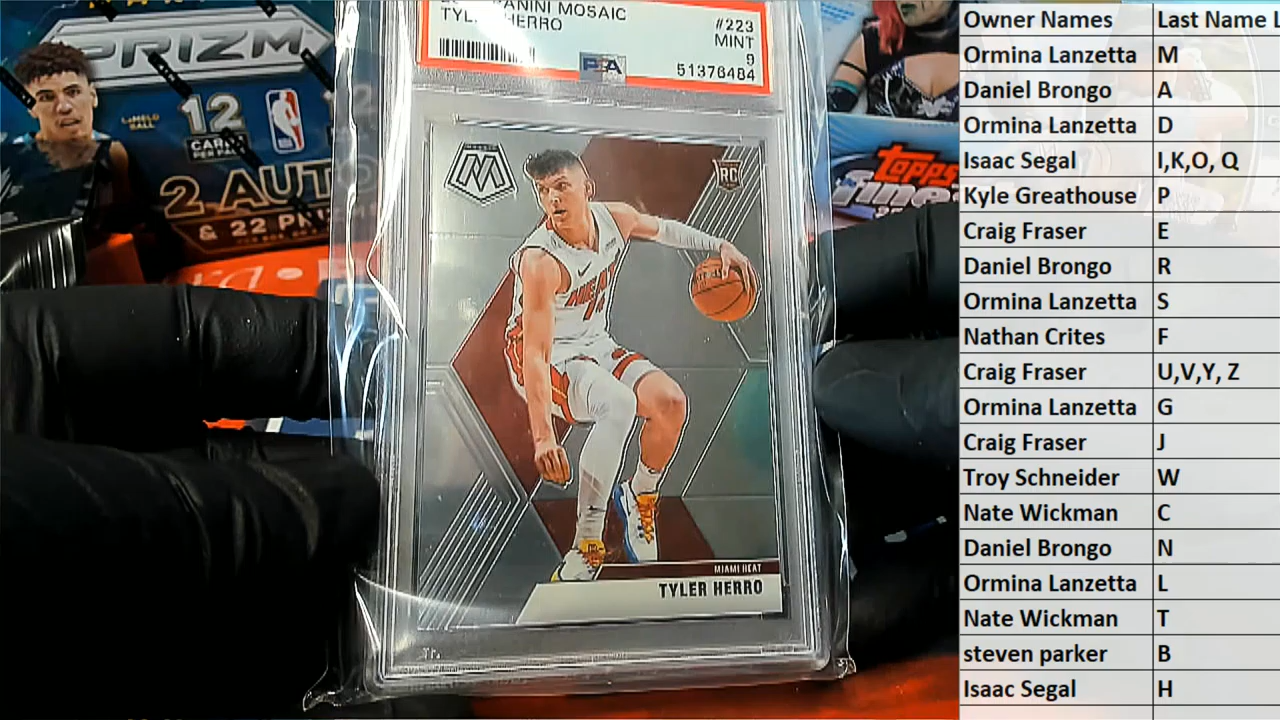 PANINI MOSAIC
#223
HERRO
MINT
9
PSA
51376484
M
RC
HEAT
MIAMI HEAT
TYLER HERRO
PRIZM
12
2 AUTO
& 22
Topps
finest
Owner Names
Last Name L
Ormina Lanzetta
M
Daniel Brongo
A
Ormina Lanzetta
D
Isaac Segal
I,K,O, Q
Kyle Greathouse
P
Craig Fraser
E
Daniel Brongo
R
Ormina Lanzetta
S
Nathan Crites
F
Craig Fraser
U,V,Y, Z
Ormina Lanzetta
G
Craig Fraser
J
Troy Schneider
W
Nate Wickman
C
Daniel Brongo
N
Ormina Lanzetta
L
Nate Wickman
T
steven parker
B
Isaac Segal
H